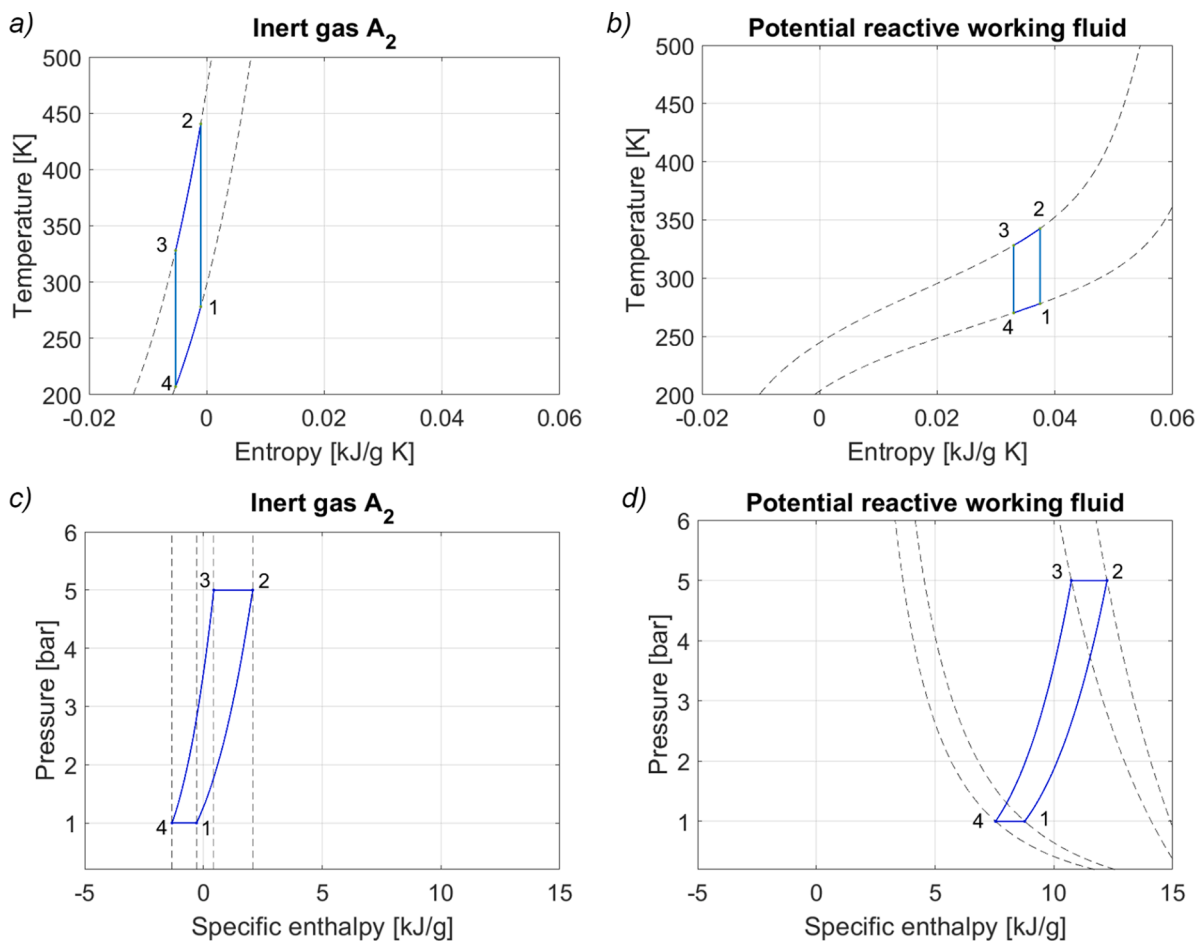 a)
Inert gas A2
500
450
400
350
300
250
200
-0.02 0 0.02 0.04 0.06
Temperature [K]
Entropy [kJ/g K]
2
3
1
4
b)
Potential reactive working fluid
500
450
400
350
300
250
200
-0.02 0 0.02 0.04 0.06
Temperature [K]
Entropy [kJ/g K]
2
3
1
4
c)
Inert gas A2
6
5
4
3
2
1
-5 0 5 10 15
Pressure [bar]
Specific enthalpy [kJ/g]
3 2
4 1
d)
Potential reactive working fluid
6
5
4
3
2
1
-5 0 5 10 15
Pressure [bar]
Specific enthalpy [kJ/g]
3 2
4 1